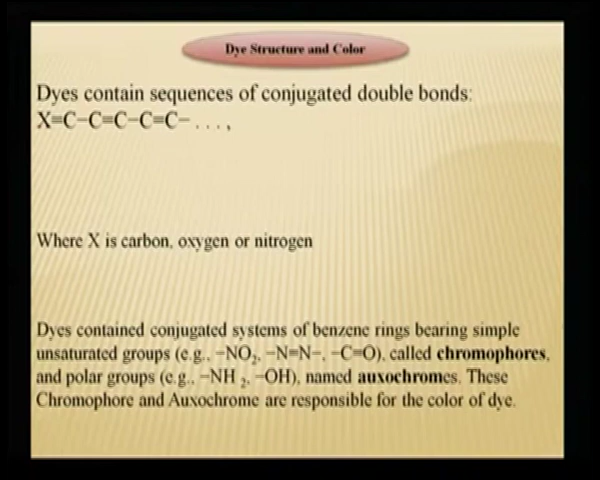 Dye Structure and Color
Dyes contain sequences of conjugated double bonds:
X=C−C=C−C=C− . . . ,
Where X is carbon, oxygen or nitrogen
Dyes contained conjugated systems of benzene rings bearing simple
unsaturated groups (e.g., −NO₂, −N=N−, −C=O), called chromophores,
and polar groups (e.g., −NH ₂, −OH), named auxochromes. These
Chromophore and Auxochrome are responsible for the color of dye.